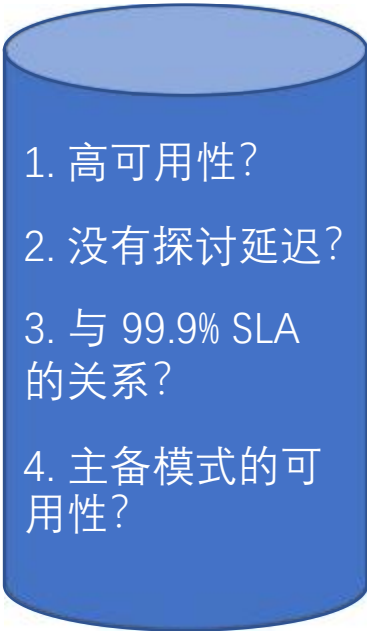 1. 高可用性?
2. 没有探讨延迟?
3. 与 99.9% SLA
的关系?
4. 主备模式的可
用性?